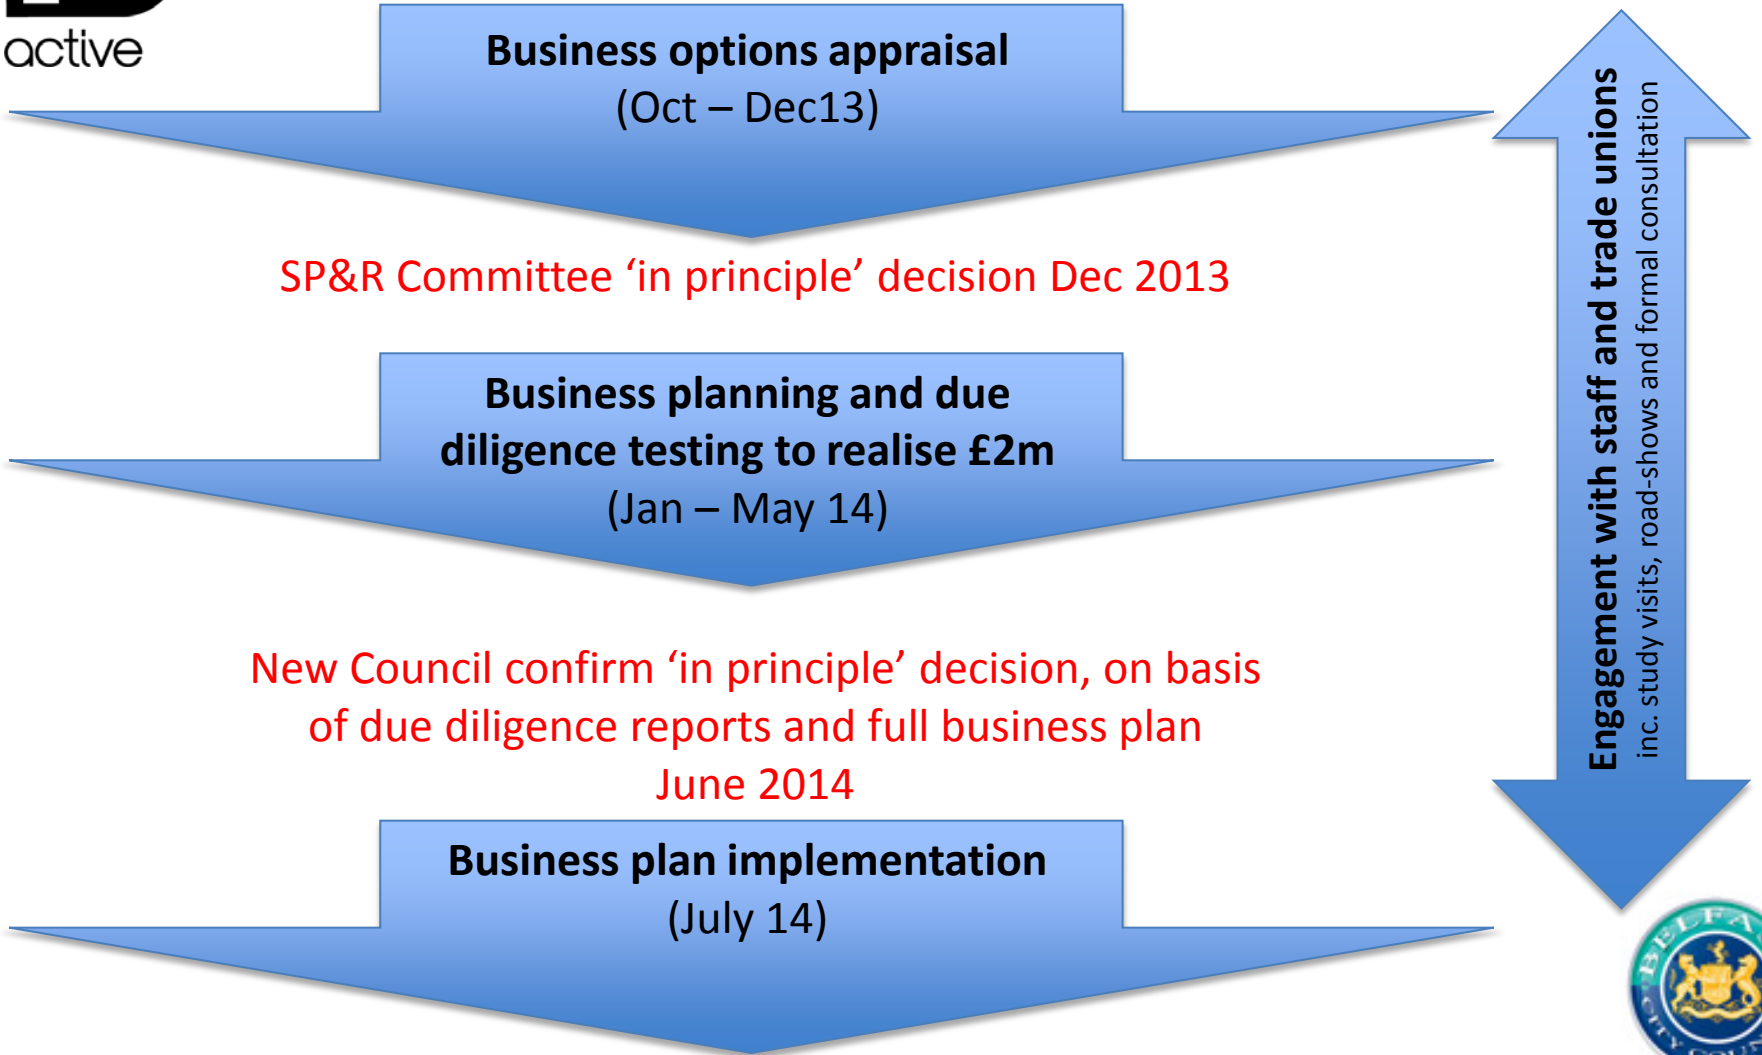 active
Business options appraisal
(Oct – Dec13)
SP&R Committee ‘in principle’ decision Dec 2013
Business planning and due
diligence testing to realise £2m
(Jan – May 14)
New Council confirm ‘in principle’ decision, on basis
of due diligence reports and full business plan
June 2014
Business plan implementation
(July 14)
Engagement with staff and trade unions
inc. study visits, road-shows and formal consultation